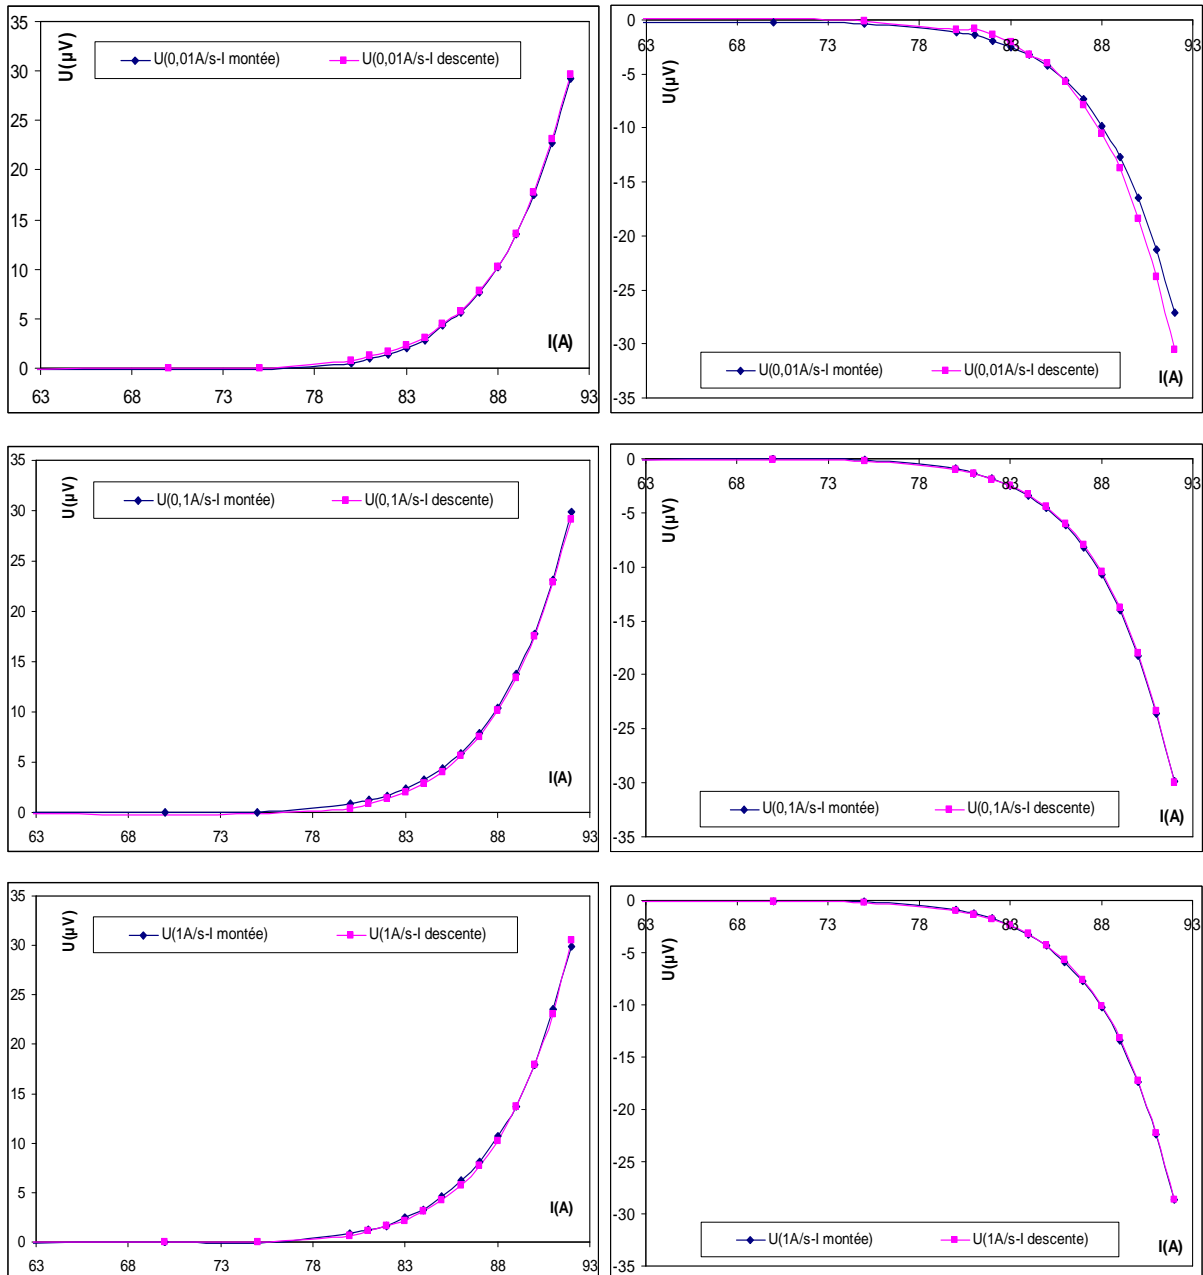 35
30
25
20
15
10
5
0
U(µV)
U(0,01A/s-I montée) U(0,01A/s-I descente)
I(A)
63 68 73 78 83 88 93
0
-5
-10
-15
-20
-25
-30
-35
63 68 73 78 83 88 93
U(µV)
U(0,01A/s-I montée) U(0,01A/s-I descente)
I(A)
35
30
25
20
15
10
5
0
U(µV)
U(0,1A/s-I montée) U(0,1A/s-I descente)
I(A)
63 68 73 78 83 88 93
0
-5
-10
-15
-20
-25
-30
-35
63 68 73 78 83 88 93
U(µV)
U(0,1A/s-I montée) U(0,1A/s-I descente)
I(A)
35
30
25
20
15
10
5
0
U(µV)
U(1A/s-I montée) U(1A/s-I descente)
I(A)
63 68 73 78 83 88 93
0
-5
-10
-15
-20
-25
-30
-35
63 68 73 78 83 88 93
U(µV)
U(1A/s-I montée) U(1A/s-I descente)
I(A)